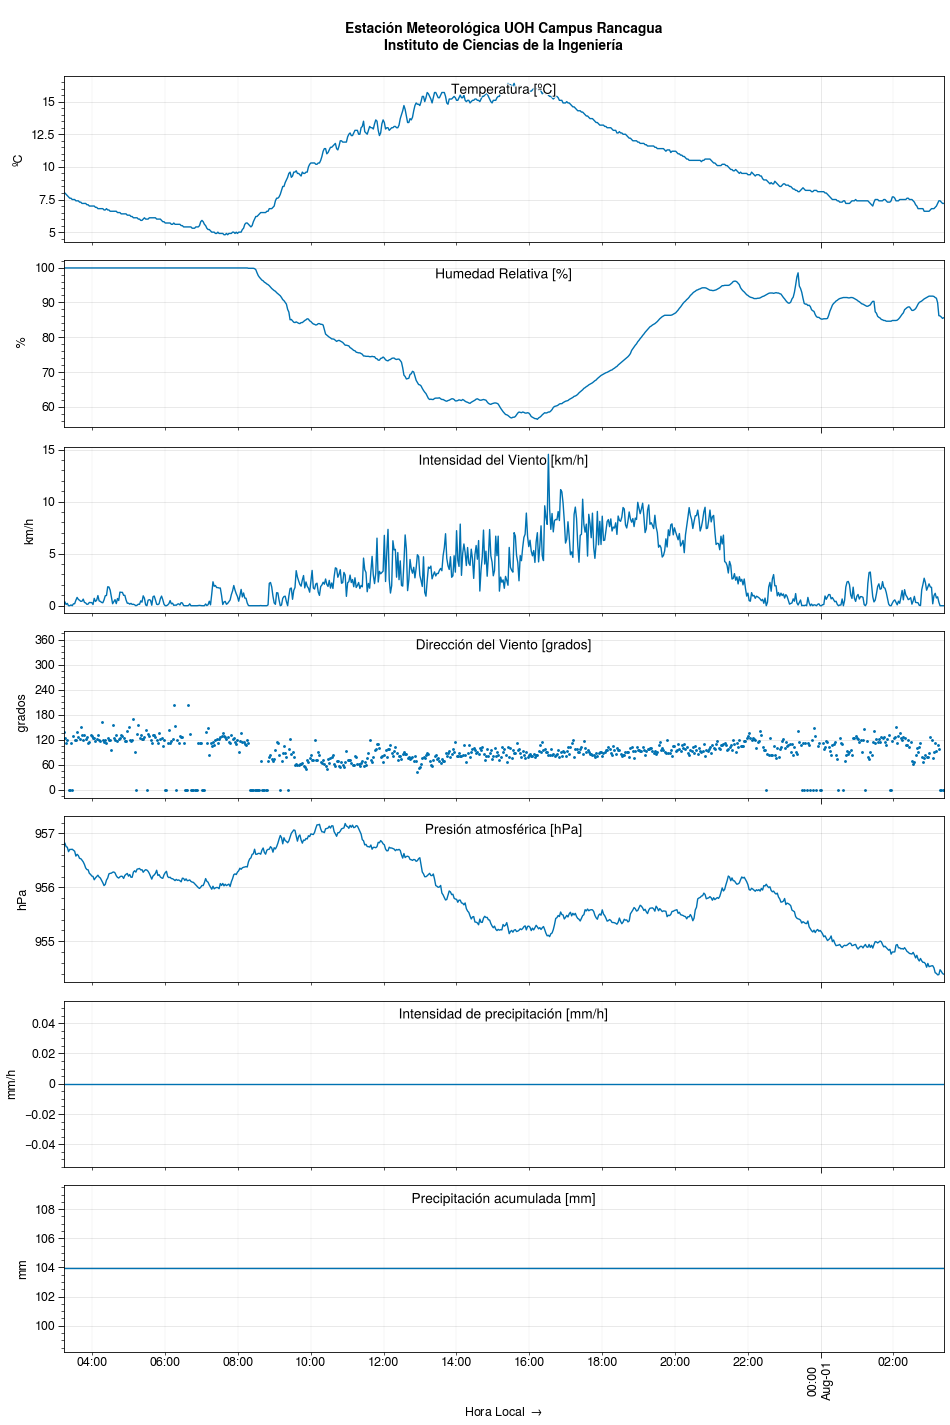 Estación Meteorológica UOH Campus Rancagua
Instituto de Ciencias de la Ingeniería
Temperatura [ºC]
15
12.5
10
7.5
5
ºC
Humedad Relativa [%]
100
90
80
70
60
%
Intensidad del Viento [km/h]
15
10
5
0
km/h
Dirección del Viento [grados]
360
300
240
180
120
60
0
grados
Presión atmosférica [hPa]
957
956
955
hPa
Intensidad de precipitación [mm/h]
0.04
0.02
0
−0.02
−0.04
mm/h
Precipitación acumulada [mm]
108
106
104
102
100
mm
04:00 06:00 08:00 10:00 12:00 14:00 16:00 18:00 20:00 22:00 00:00 02:00
Aug-01
Hora Local →